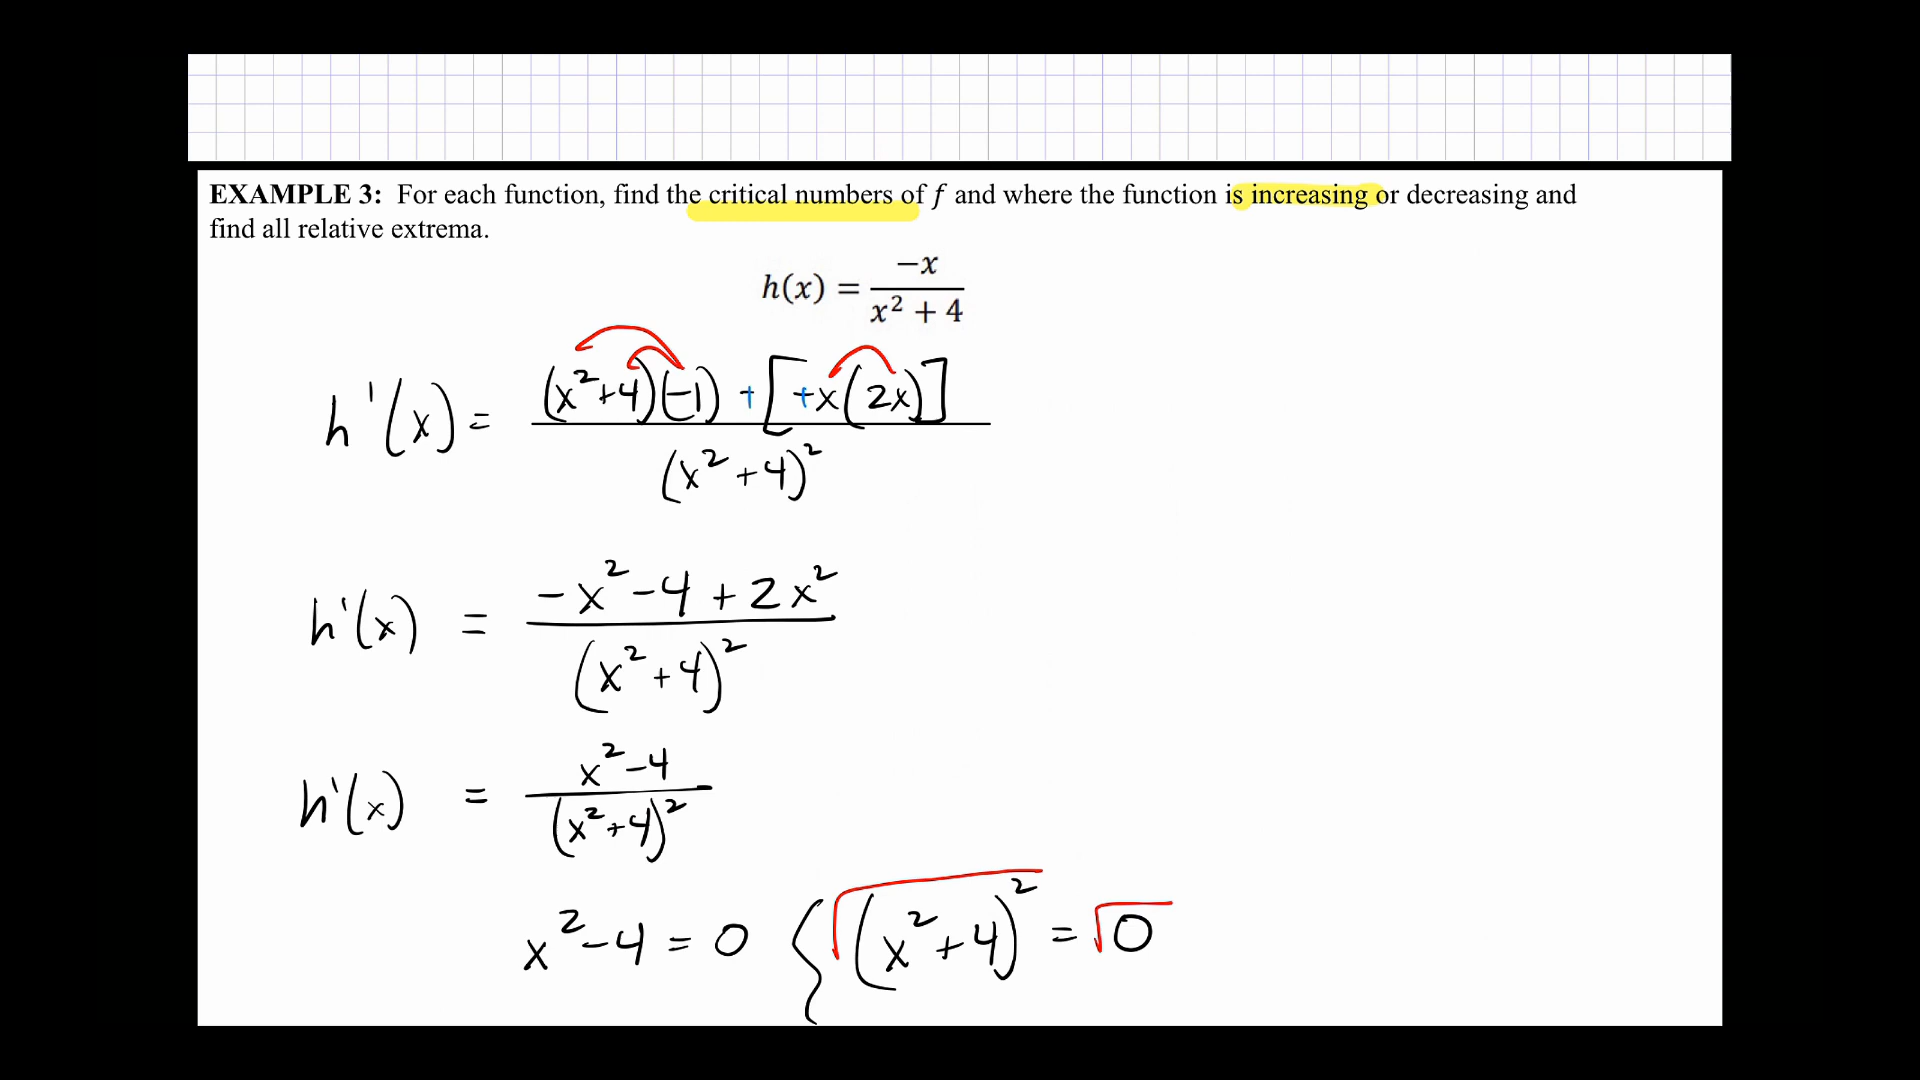 EXAMPLE 3: For each function, find the critical numbers of f and where the function is increasing or decreasing and
find all relative extrema.
h(x) = -x / (x² + 4)
h'(x) = (x²+4)(-1) + [+x(2x)] / (x²+4)²
h'(x) = -x²-4+2x² / (x²+4)²
h'(x) = x²-4 / (x²+4)²
x²-4=0 { √(x²+4)² = √0